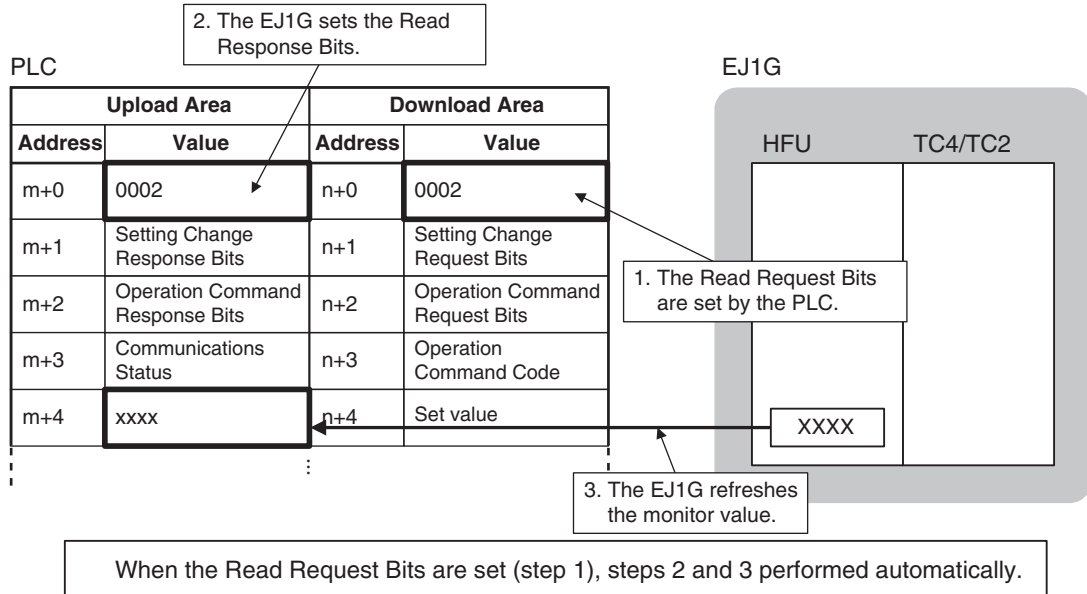 2. The EJ1G sets the Read
Response Bits.
PLC
EJ1G
Upload Area Download Area
Address Value Address Value
HFU TC4/TC2
m+0 0002 n+0 0002
m+1 Setting Change
Response Bits n+1 Setting Change
Request Bits
1. The Read Request Bits
are set by the PLC.
m+2 Operation Command
Response Bits n+2 Operation Command
Request Bits
m+3 Communications
Status n+3 Operation
Command Code
m+4 xxxx n+4 Set value
XXXX
3. The EJ1G refreshes
the monitor value.
When the Read Request Bits are set (step 1), steps 2 and 3 performed automatically.